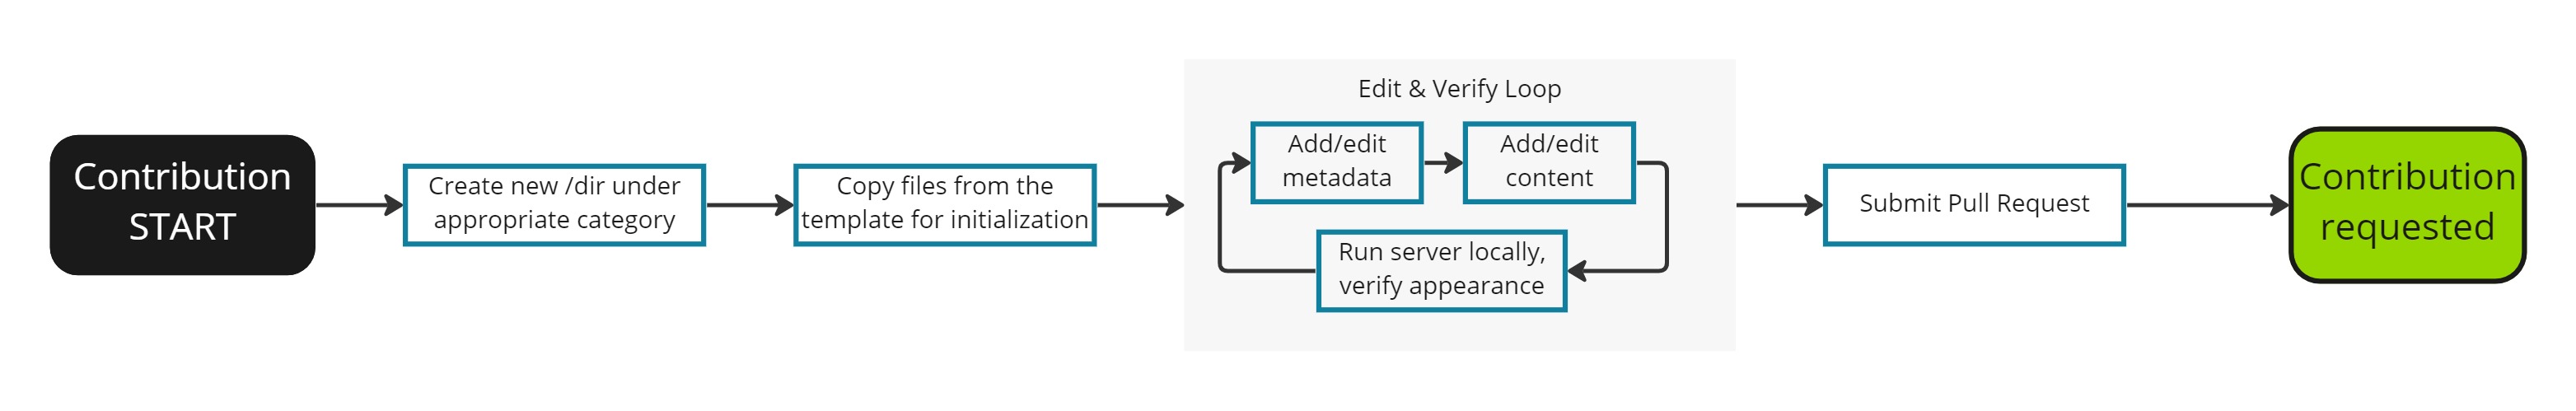 Contribution
START
Create new /dir under
appropriate category
Copy files from the
template for initialization
Edit & Verify Loop
Add/edit
metadata
Add/edit
content
Run server locally,
verify appearance
Submit Pull Request
Contribution
requested